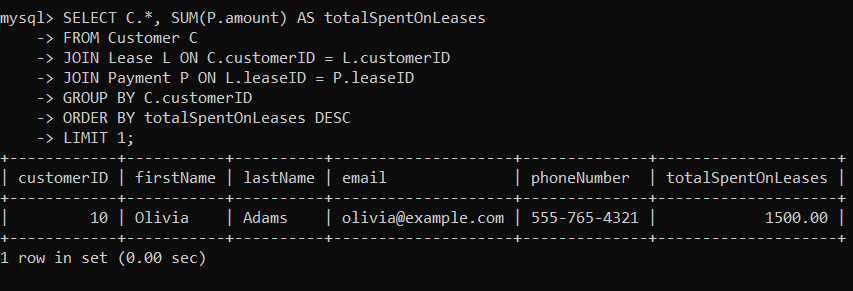 mysql> SELECT C.*, SUM(P.amount) AS totalSpentOnLeases
    -> FROM Customer C
    -> JOIN Lease L ON C.customerID = L.customerID
    -> JOIN Payment P ON L.leaseID = P.leaseID
    -> GROUP BY C.customerID
    -> ORDER BY totalSpentOnLeases DESC
    -> LIMIT 1;
+------------+-----------+----------+--------------------+--------------+--------------------+
| customerID | firstName | lastName | email              | phoneNumber  | totalSpentOnLeases |
+------------+-----------+----------+--------------------+--------------+--------------------+
|         10 | Olivia    | Adams    | olivia@example.com | 555-765-4321 |            1500.00 |
+------------+-----------+----------+--------------------+--------------+--------------------+
1 row in set (0.00 sec)